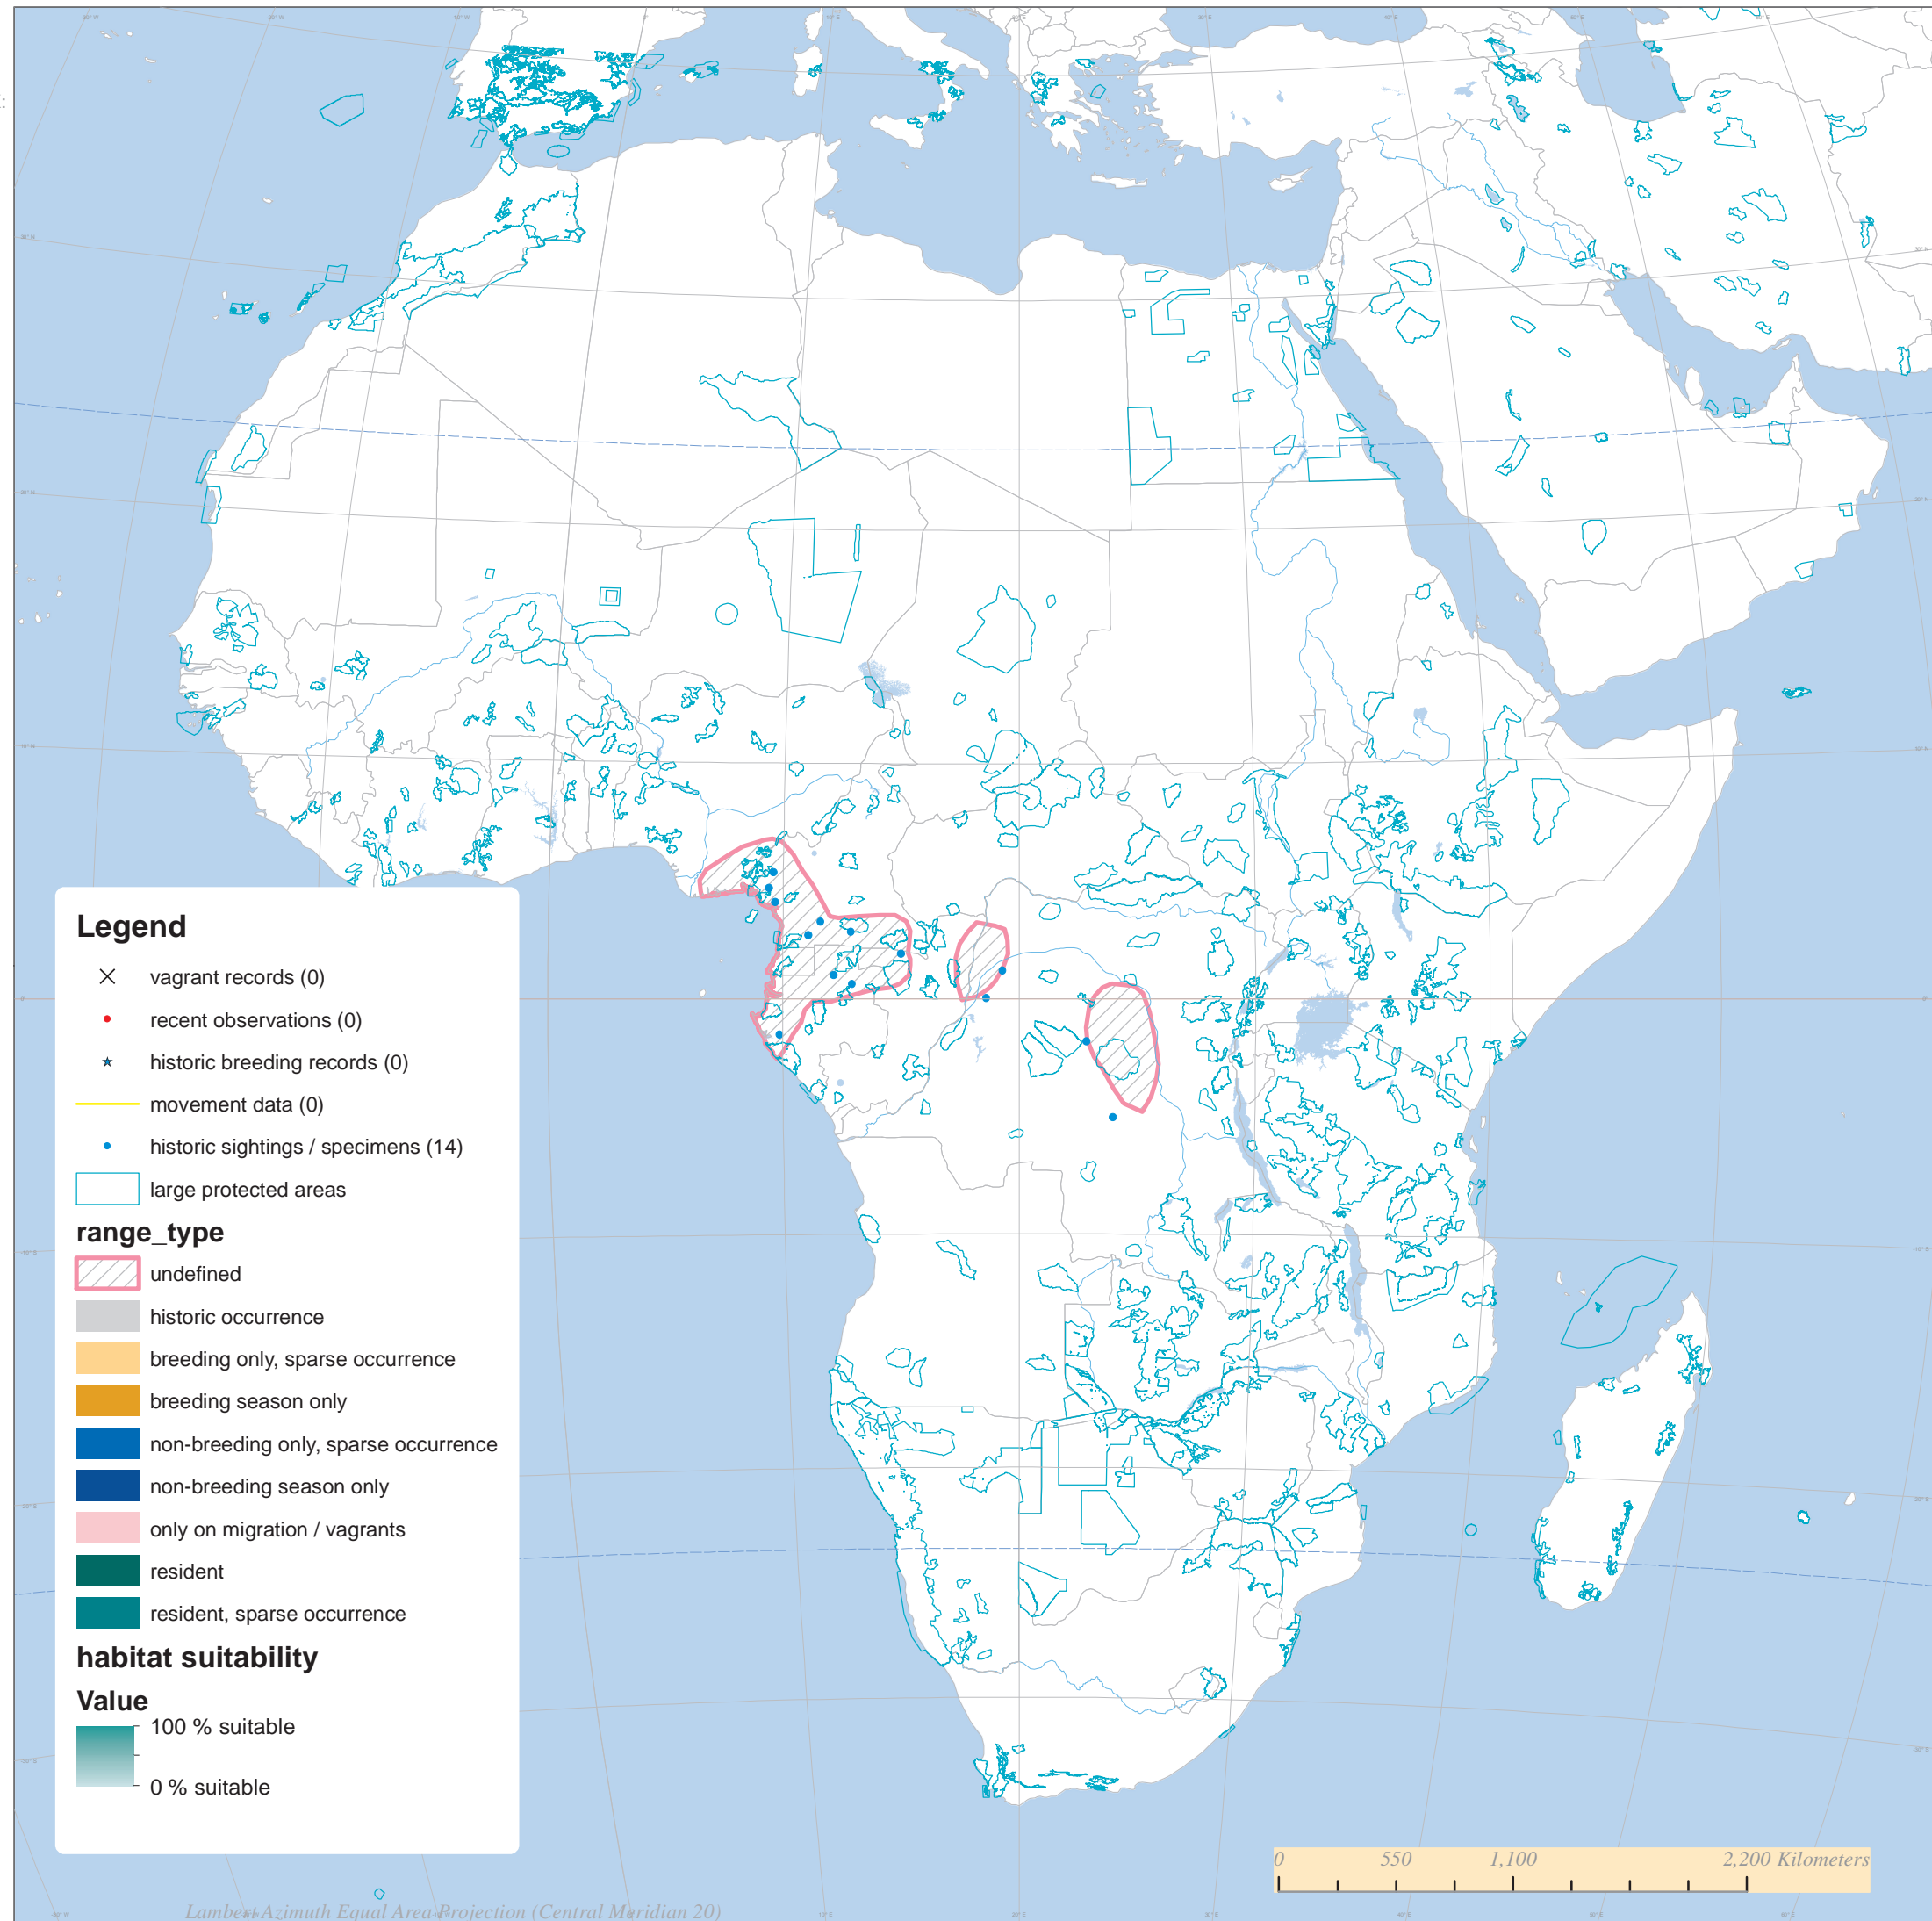 Legend
vagrant records (0)
recent observations (0)
historic breeding records (0)
movement data (0)
historic sightings / specimens (14)
large protected areas
range_type
undefined
historic occurrence
breeding only, sparse occurrence
breeding season only
non-breeding only, sparse occurrence
non-breeding season only
only on migration / vagrants
resident
resident, sparse occurrence
habitat suitability
Value
100 % suitable
0 % suitable
0 550 1,100 2,200 Kilometers
Lambert Azimuth Equal Area Projection (Central Meridian 20)